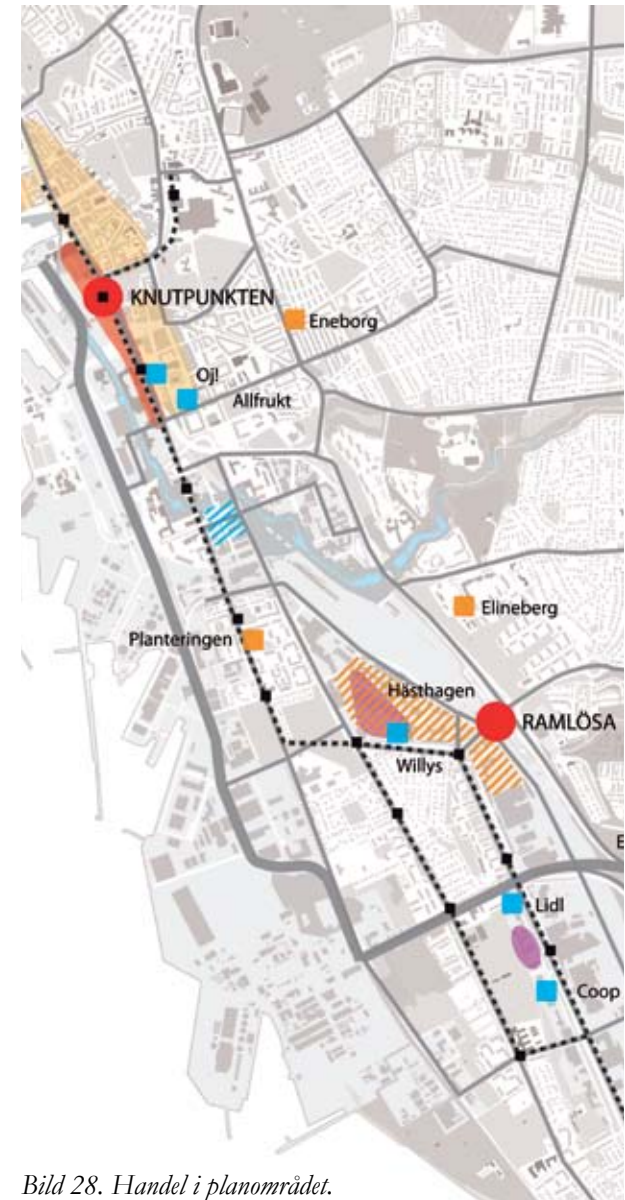 KNUTPUNKTEN
Eneborg
Oj!
Allfrukt
Elineberg
Planteringen
Hästhagen
RAMLÖSA
Willys
E
Lidl
Coop
Bild 28. Handel i planområdet.